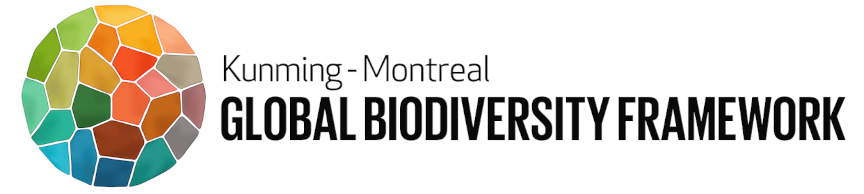 Kunming - Montreal
GLOBAL BIODIVERSITY FRAMEWORK